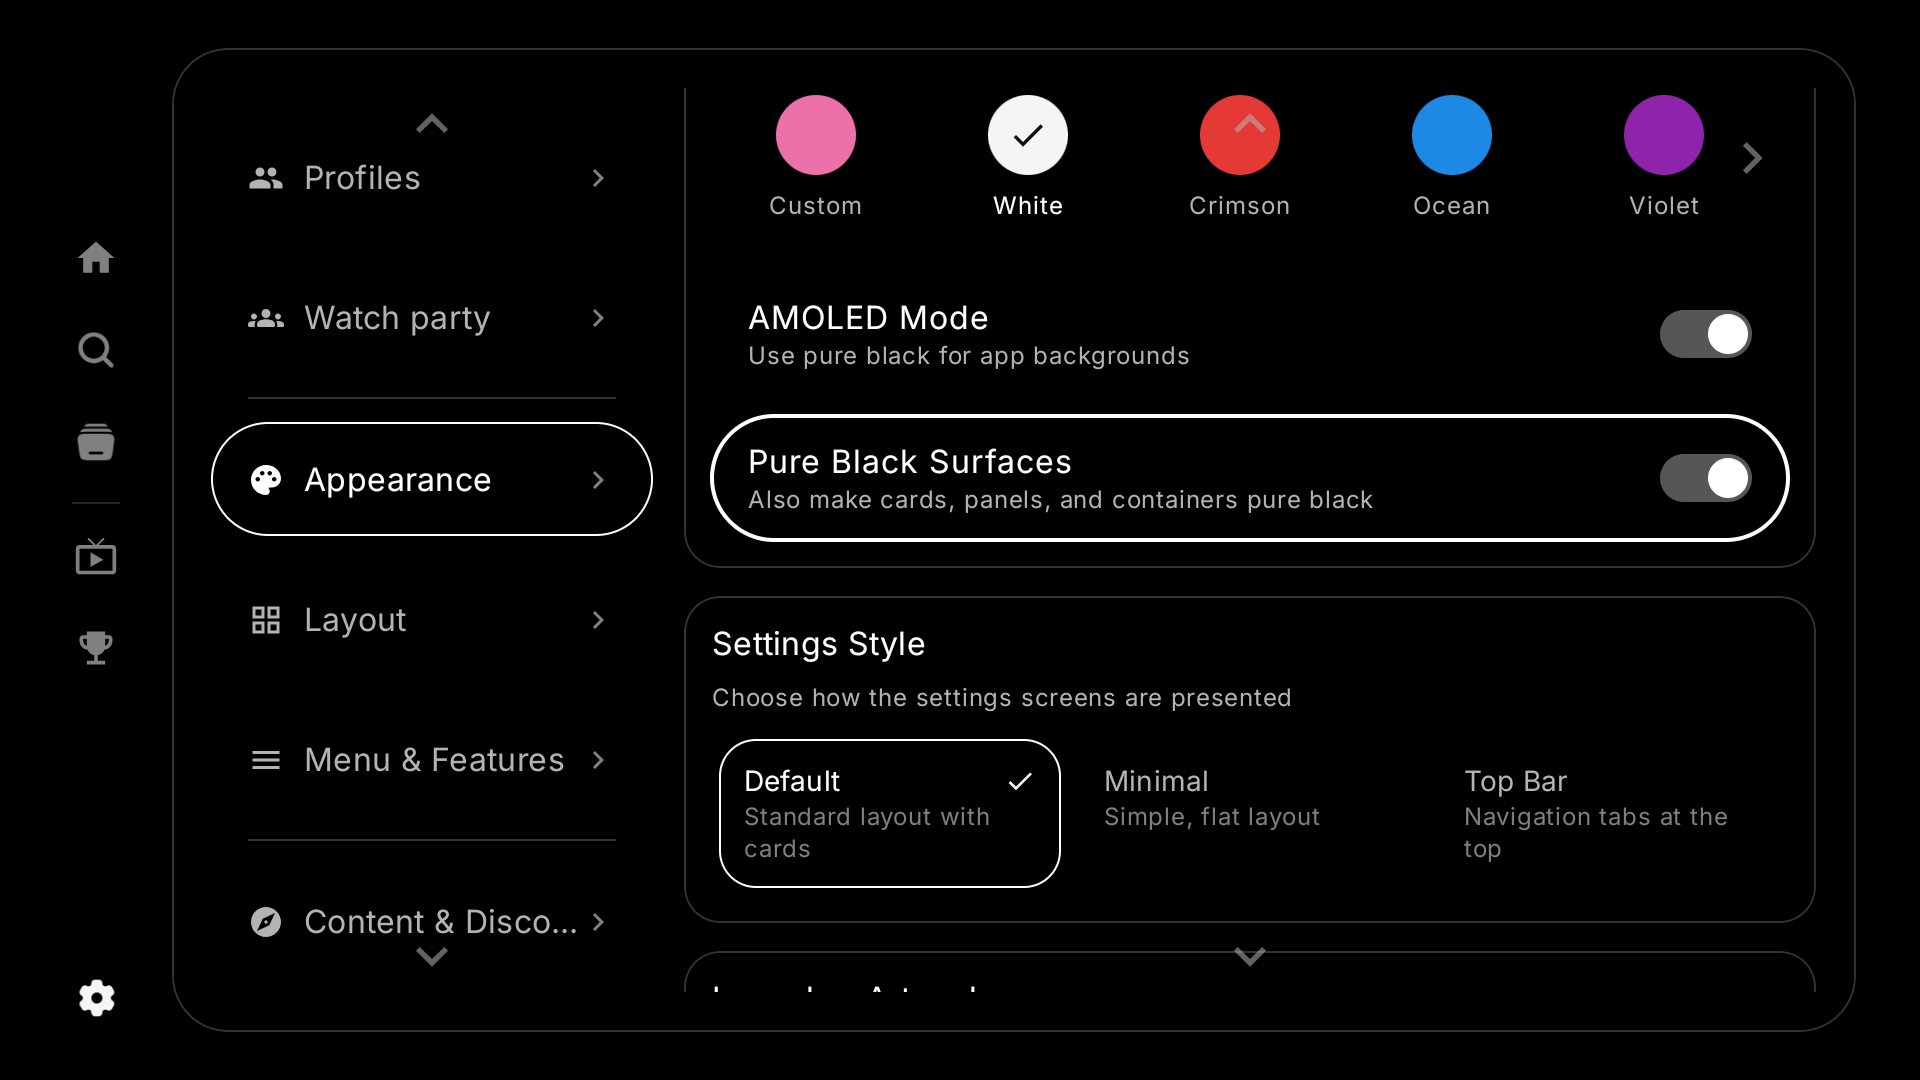 Profiles
Watch party
Appearance
Layout
Menu & Features
Content & Disco...
Custom
White
Crimson
Ocean
Violet
AMOLED Mode
Use pure black for app backgrounds
Pure Black Surfaces
Also make cards, panels, and containers pure black
Settings Style
Choose how the settings screens are presented
Default
Standard layout with
cards
Minimal
Simple, flat layout
Top Bar
Navigation tabs at the
top